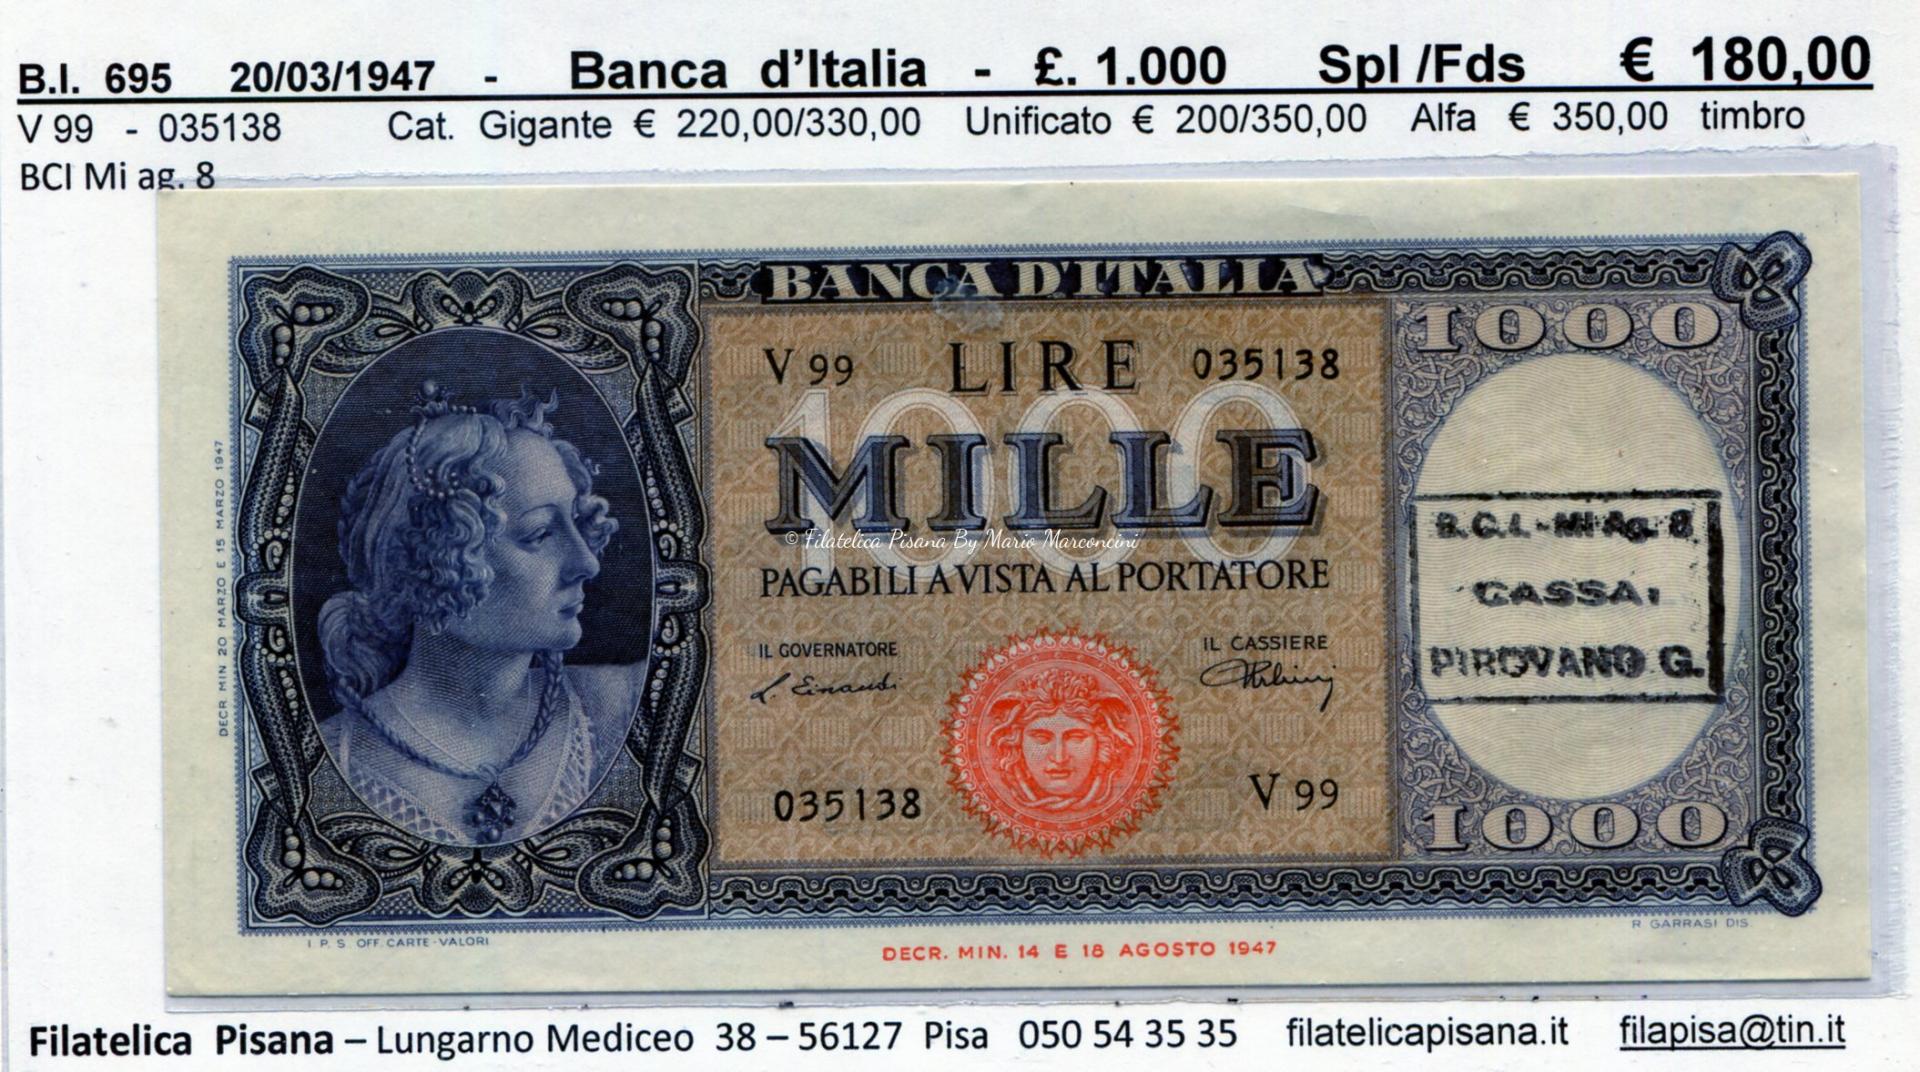 B.I. 695 20/03/1947 - Banca d'Italia - £. 1.000 Spl /Fds € 180,00
V 99 - 035138 Cat. Gigante € 220,00/330,00 Unificato € 200/350,00 Alfa € 350,00 timbro
BCI Mi ag. 8
BANCA D'ITALIA
1000
V 99 LIRE 035138
1000
MILLE
© Filatelica Pisana By Mario Marconcini
PAGABILI A VISTA AL PORTATORE
IL GOVERNATORE
L. Einaudi
IL CASSIERE
035138
V 99
B.C.I. - MI Ag. 8
CASSA
PIROVANO G.
1000
DECR. MIN 20 MARZO E 15 MARZO 1947
I. P. S. OFF. CARTE-VALORI
R GARRASI DIS.
DECR. MIN. 14 E 18 AGOSTO 1947
Filatelica Pisana – Lungarno Mediceo 38 – 56127 Pisa 050 54 35 35 filatelicapisana.it filapisa@tin.it